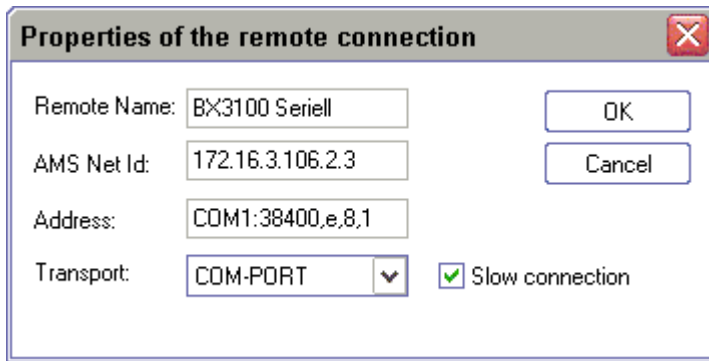 Properties of the remote connection
Remote Name: BX3100 Seriell OK
AMS Net Id: 172.16.3.106.2.3 Cancel
Address: COM1:38400,e,8,1
Transport: COM-PORT Slow connection